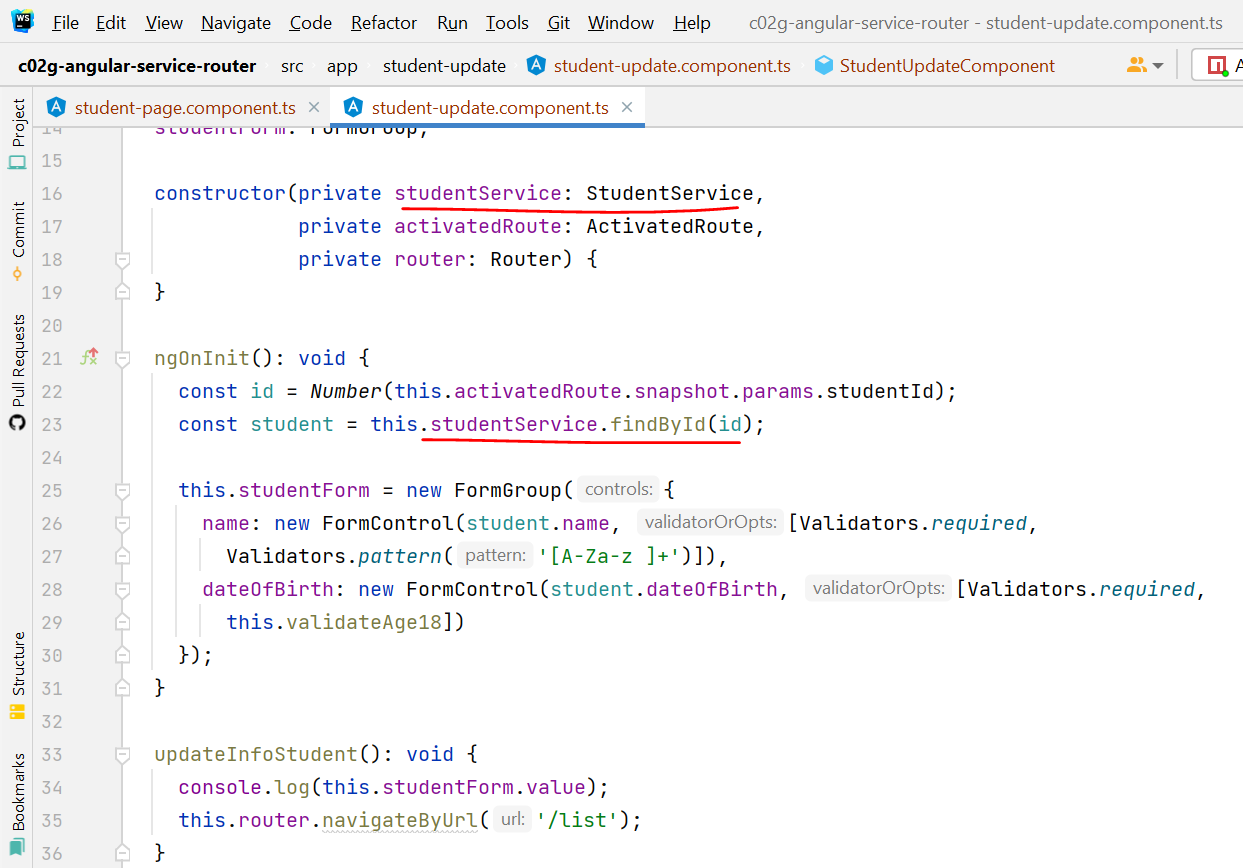 WS File Edit View Navigate Code Refactor Run Tools Git Window Help c02g-angular-service-router - student-update.component.ts
c02g-angular-service-router src app student-update student-update.component.ts StudentUpdateComponent A
student-page.component.ts × student-update.component.ts ×
Project
Commit
Pull Requests
Structure
Bookmarks
14 studentForm: FormGroup;
15
16 constructor(private studentService: StudentService,
17 private activatedRoute: ActivatedRoute,
18 private router: Router) {
19 }
20
21 ngOnInit(): void {
22 const id = Number(this.activatedRoute.snapshot.params.studentId);
23 const student = this.studentService.findById(id);
24
25 this.studentForm = new FormGroup( controls: {
26 name: new FormControl(student.name, validatorOrOpts: [Validators.required,
27 Validators.pattern( pattern: '[A-Za-z ]+')]),
28 dateOfBirth: new FormControl(student.dateOfBirth, validatorOrOpts: [Validators.required,
29 this.validateAge18])
30 });
31 }
32
33 updateInfoStudent(): void {
34 console.log(this.studentForm.value);
35 this.router.navigateByUrl( url: '/list');
36 }